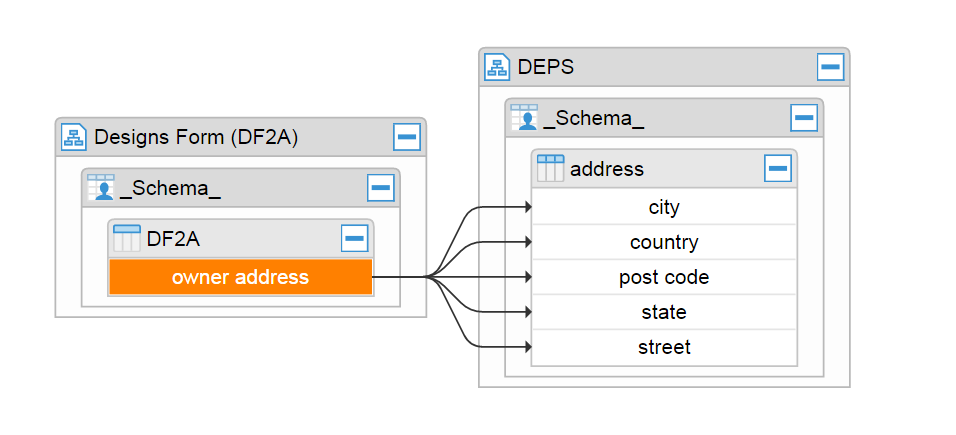 Designs Form (DF2A)
_Schema_
DF2A
owner address
DEPS
_Schema_
address
city
country
post code
state
street